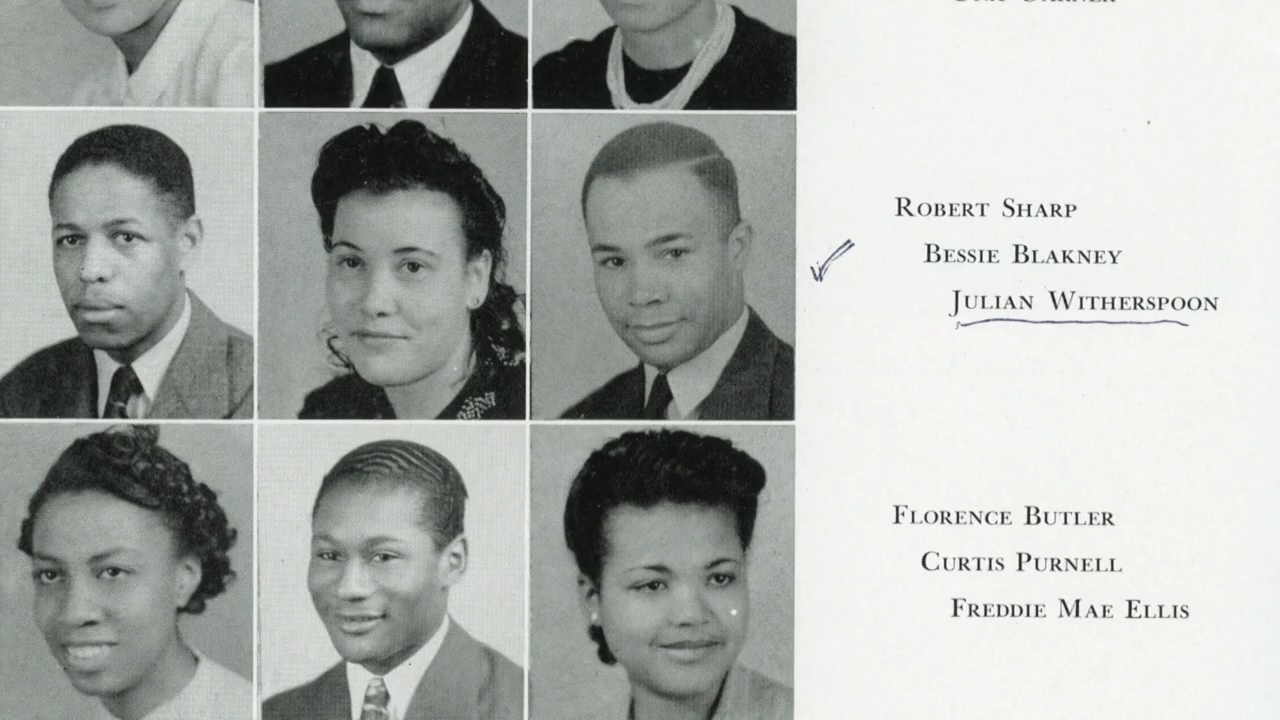 ROBERT SHARP
BESSIE BLAKNEY
JULIAN WITHERSPOON
FLORENCE BUTLER
CURTIS PURNELL
FREDDIE MAE ELLIS